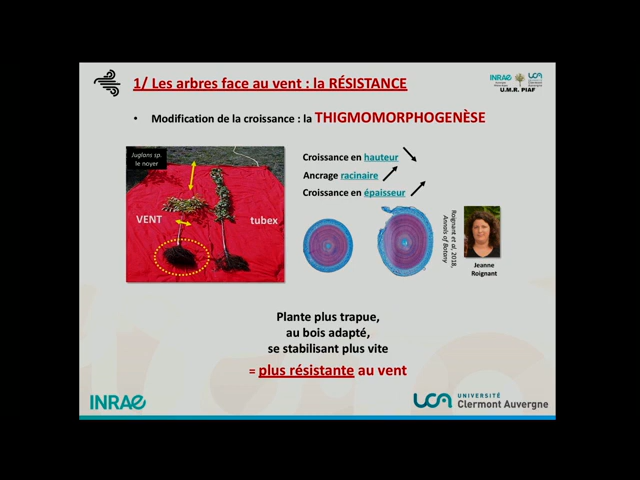 1/ Les arbres face au vent : la RÉSISTANCE
INRAE
UCA
U.M.R. PIAF
• Modification de la croissance : la THIGMOMORPHOGENÈSE
Juglans sp.
le noyer
VENT
tubex
Croissance en hauteur
Ancrage racinaire
Croissance en épaisseur
Roignant et al, 2018,
Annals of Botany
Jeanne
Roignant
Plante plus trapue,
au bois adapté,
se stabilisant plus vite
= plus résistante au vent
INRAE
UCA UNIVERSITÉ
Clermont Auvergne